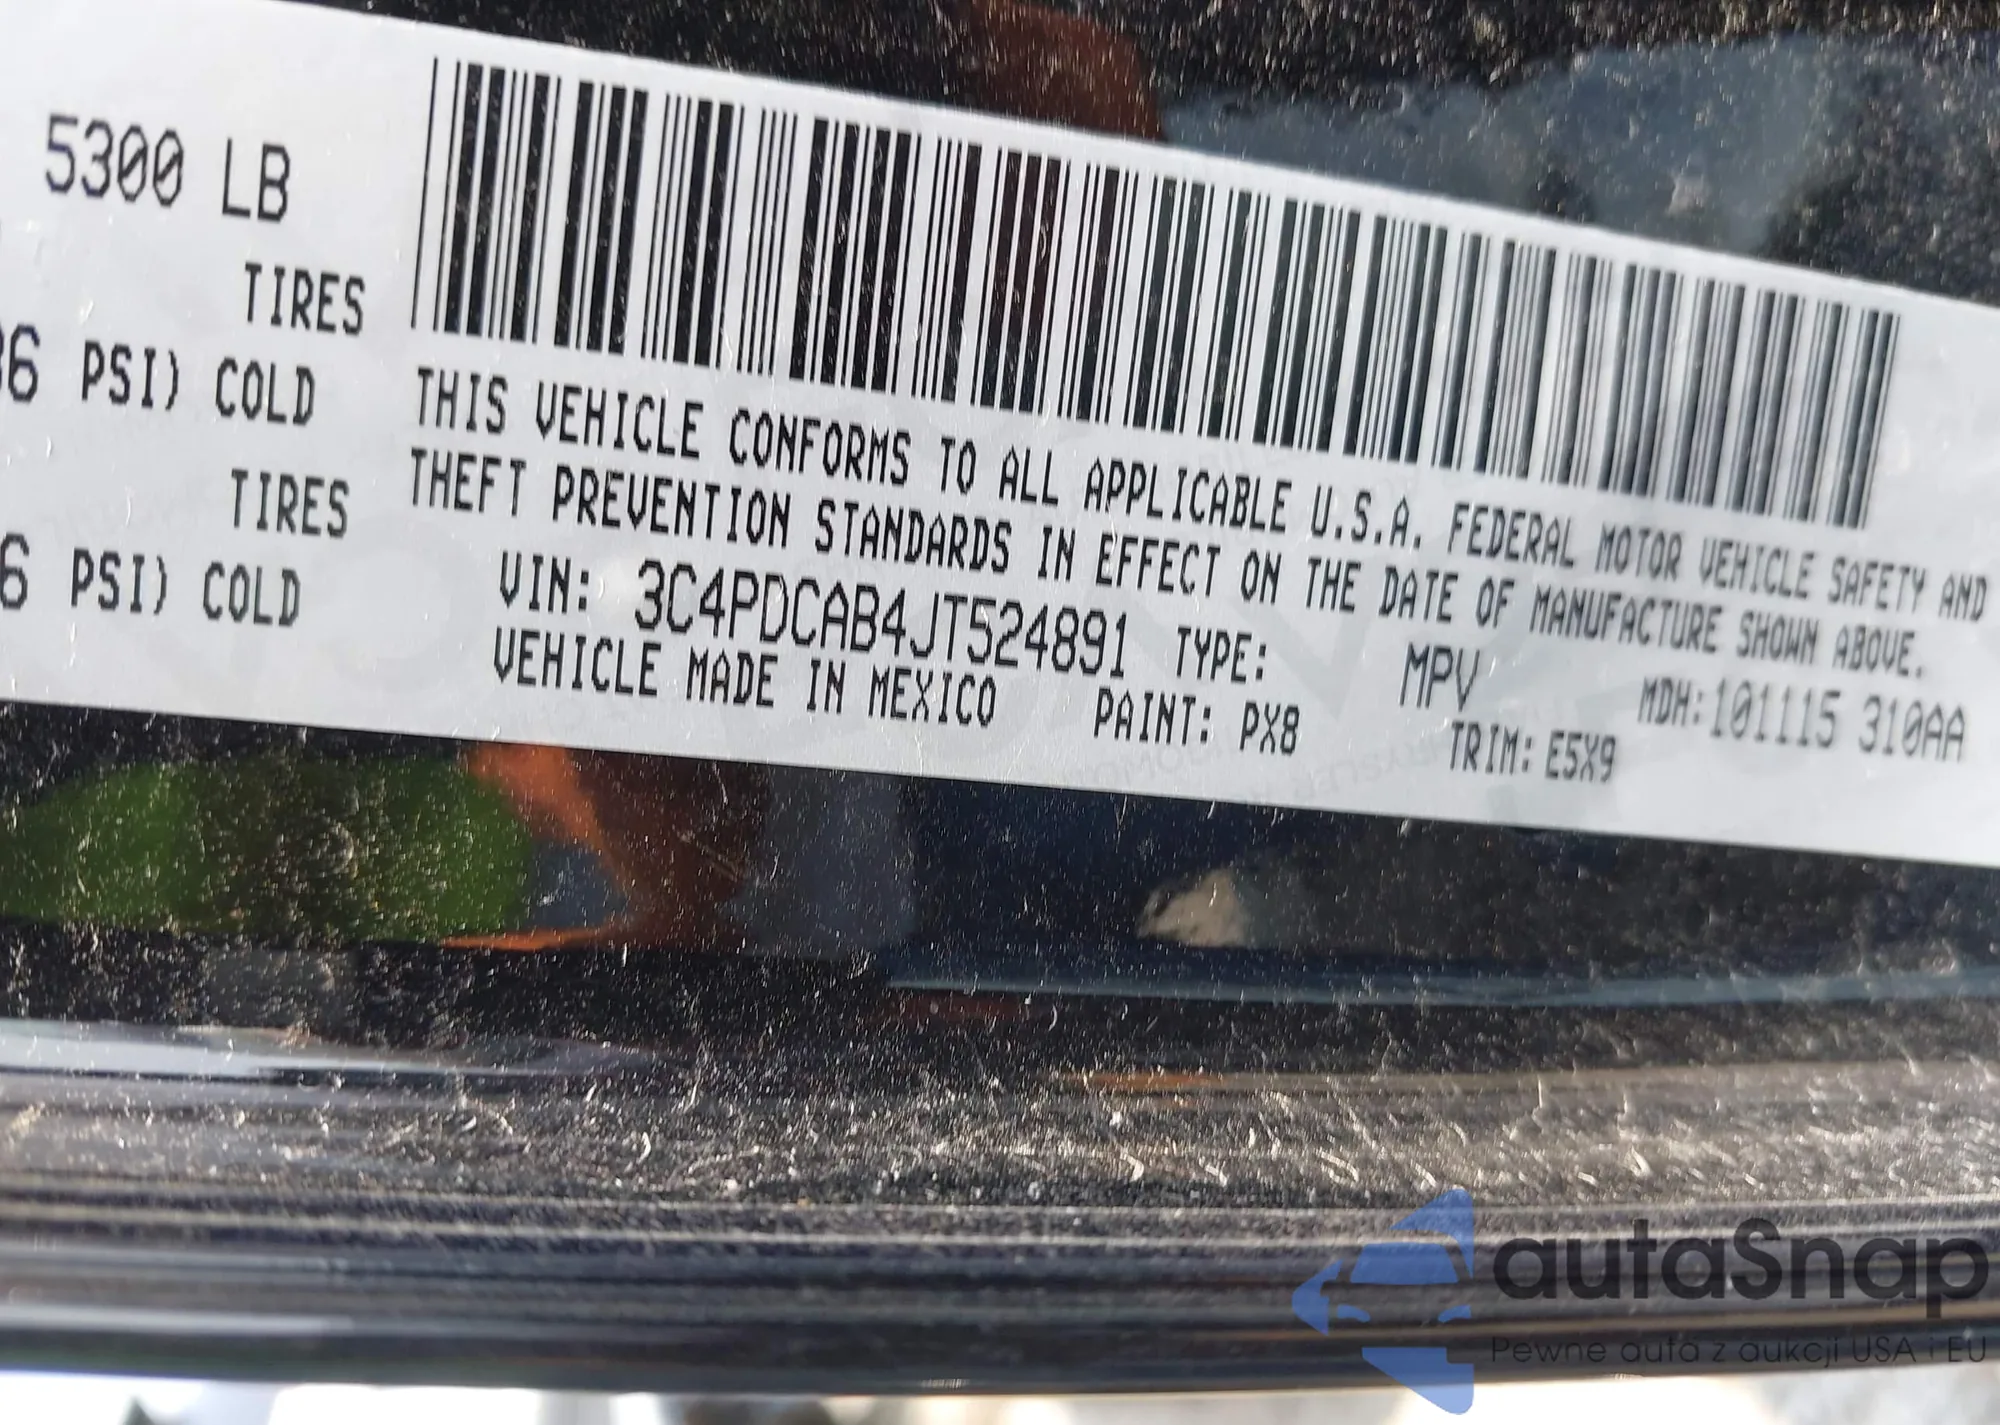 5300 LB
TIRES
6 PSI) COLD
TIRES
6 PSI) COLD
THIS VEHICLE CONFORMS TO ALL APPLICABLE U.S.A. FEDERAL MOTOR VEHICLE SAFETY AND
THEFT PREVENTION STANDARDS IN EFFECT ON THE DATE OF MANUFACTURE SHOWN ABOVE.
VIN: 3C4PDCAB4JT524891 TYPE: MPV MDH:101115 310AA
VEHICLE MADE IN MEXICO PAINT: PX8 TRIM: E5X9
autaSnap
Pewne auta z aukcji USA i EU